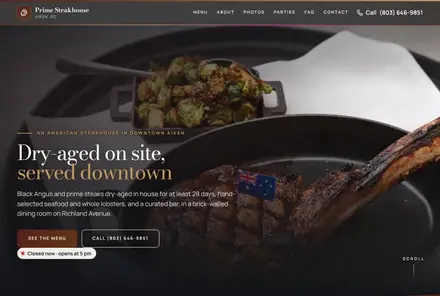 Prime Steakhouse
AIKEN, SC
MENU ABOUT PHOTOS PARTIES FAQ CONTACT Call (803) 646-9851
AN AMERICAN STEAKHOUSE IN DOWNTOWN AIKEN
Dry-aged on site,
served downtown
Black Angus and prime steaks dry-aged in house for at least 28 days, hand-
selected seafood and whole lobsters, and a curated bar, in a brick-walled
dining room on Richland Avenue.
SEE THE MENU CALL (803) 646-9851
Closed now · opens at 5 pm
SCROLL